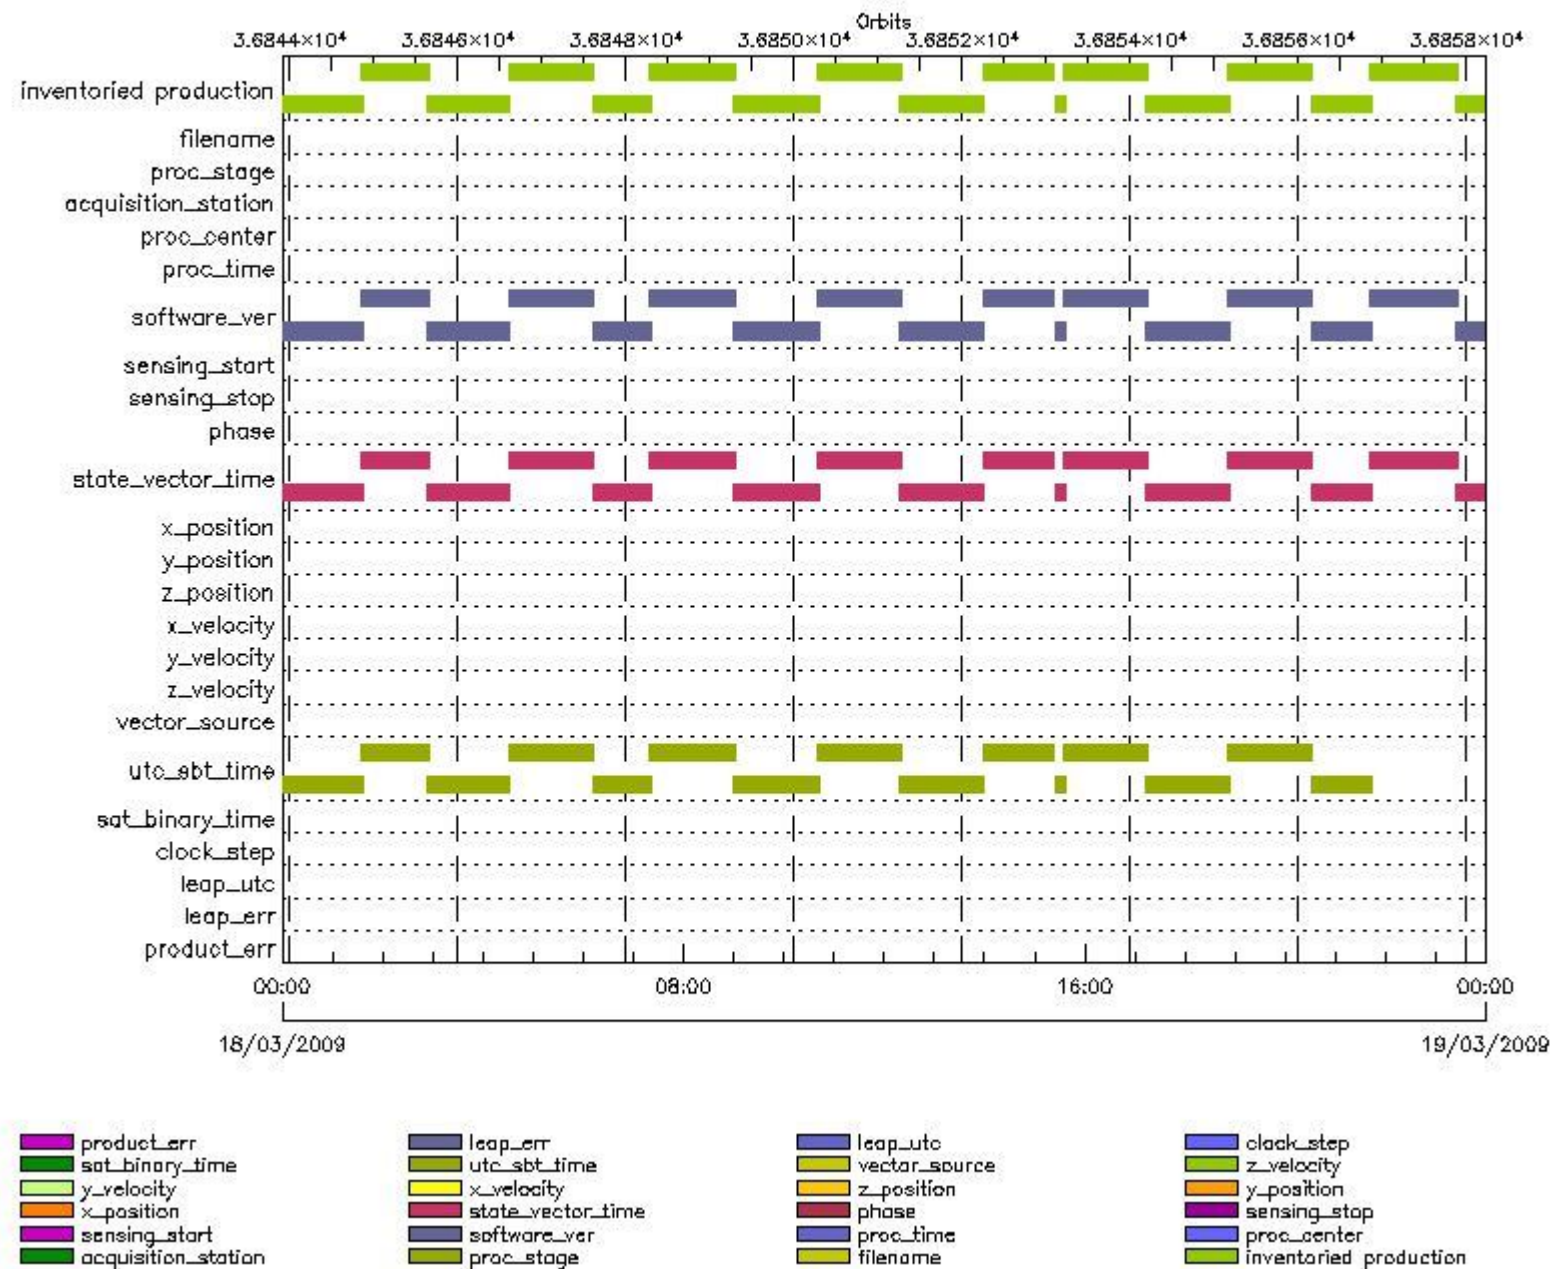 Orbits
3.6844×10⁴ 3.6846×10⁴ 3.6848×10⁴ 3.6850×10⁴ 3.6852×10⁴ 3.6854×10⁴ 3.6856×10⁴ 3.6858×10⁴
inventoried production
filename
proc_stage
acquisition_station
proc_center
proc_time
software_ver
sensing_start
sensing_stop
phase
state_vector_time
x_position
y_position
z_position
x_velocity
y_velocity
z_velocity
vector_source
utc_sbt_time
sat_binary_time
clock_step
leap_utc
leap_err
product_err
00:00 08:00 16:00 00:00
18/03/2009 19/03/2009
product_err leap_err leap_utc clock_step
sat_binary_time utc_sbt_time vector_source z_velocity
y_velocity x_velocity z_position y_position
x_position state_vector_time phase sensing_stop
sensing_start software_ver proc_time proc_center
acquisition_station proc_stage filename inventoried production